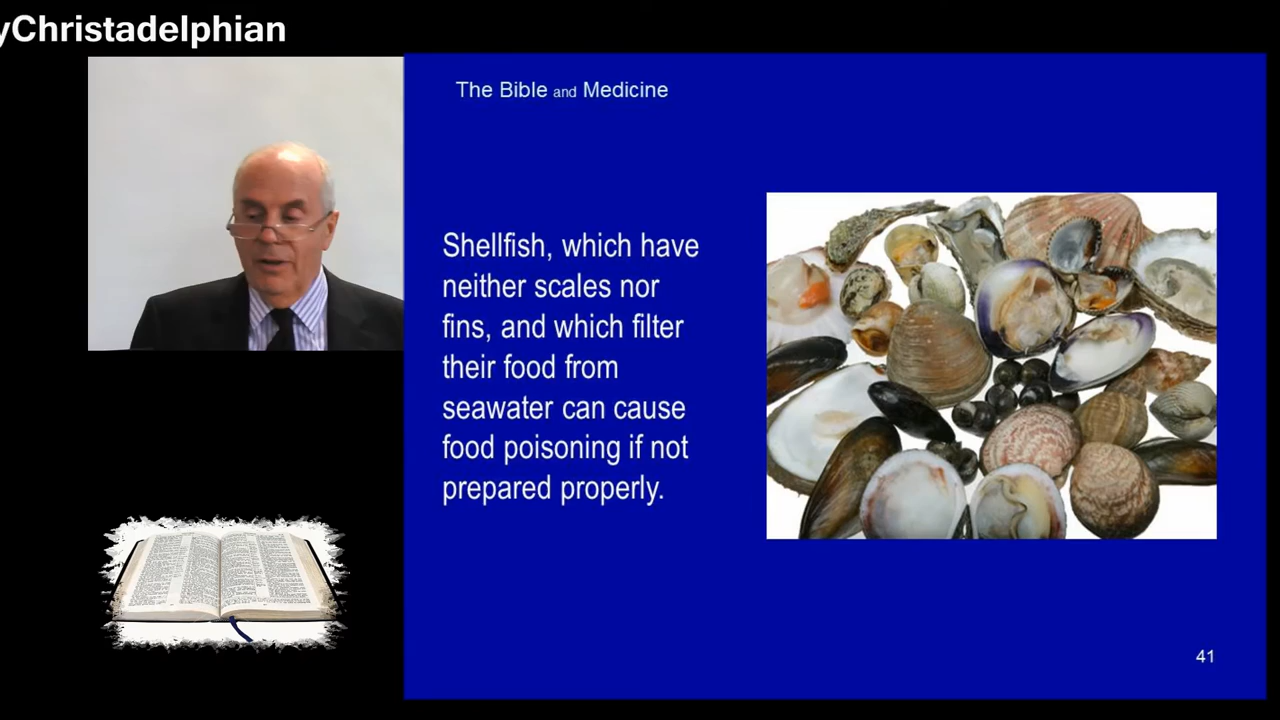 yChristadelphian
The Bible and Medicine
Shellfish, which have
neither scales nor
fins, and which filter
their food from
seawater can cause
food poisoning if not
prepared properly.
41